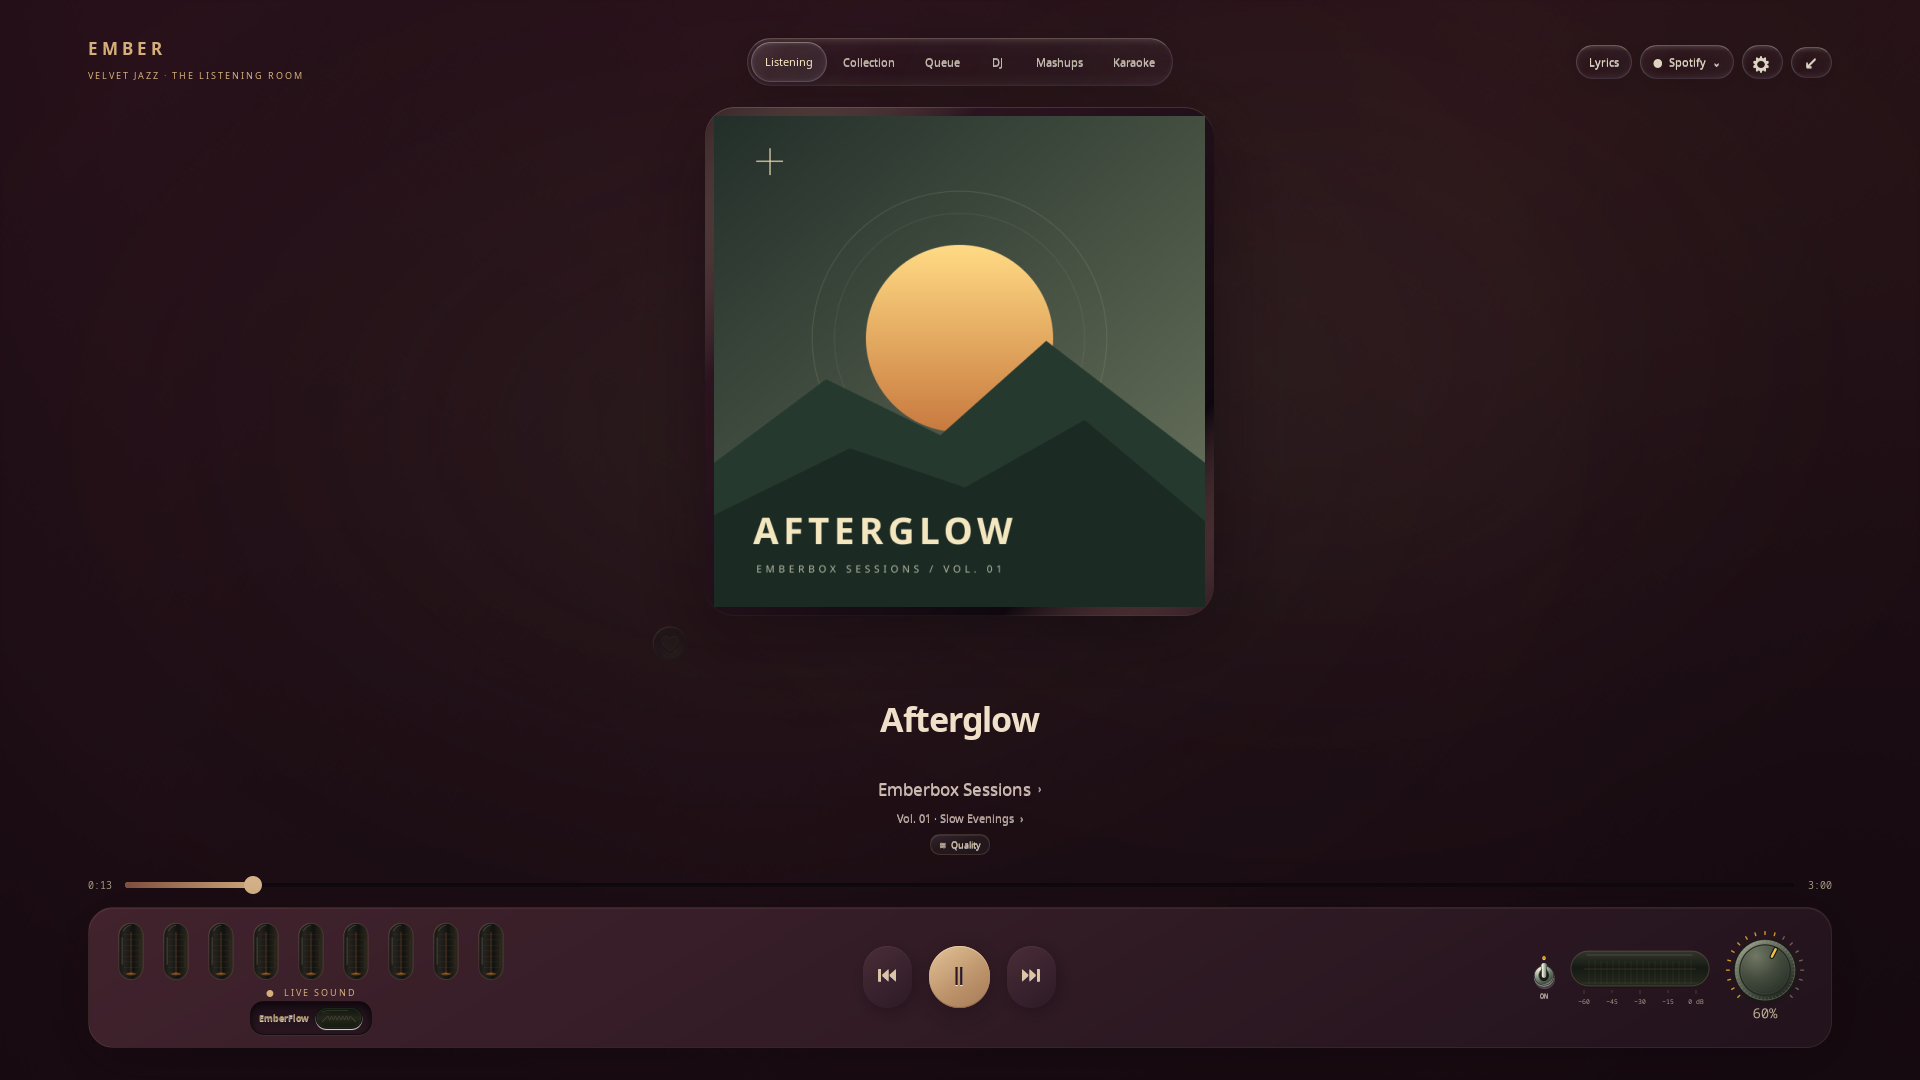 EMBER
VELVET JAZZ · THE LISTENING ROOM
Listening
Collection
Queue
DJ
Mashups
Karaoke
Lyrics
Spotify
AFTERGLOW
EMBERBOX SESSIONS / VOL. 01
Afterglow
Emberbox Sessions ›
Vol. 01 · Slow Evenings ›
Quality
0:13
3:00
LIVE SOUND
EmberFlow
ON
-60 -45 -30 -15 0 dB
60%